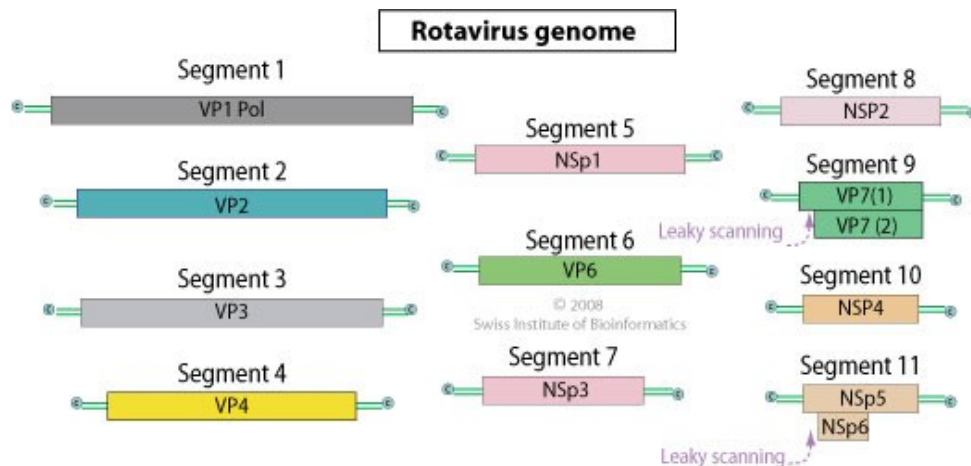 Rotavirus genome
Segment 1
VP1 Pol
Segment 2
VP2
Segment 3
VP3
Segment 4
VP4
Segment 5
NSp1
Segment 6
VP6
© 2008
Swiss Institute of Bioinformatics
Segment 7
NSp3
Segment 8
NSP2
Segment 9
VP7(1)
VP7 (2)
Leaky scanning
Segment 10
NSP4
Segment 11
NSp5
NSp6
Leaky scanning